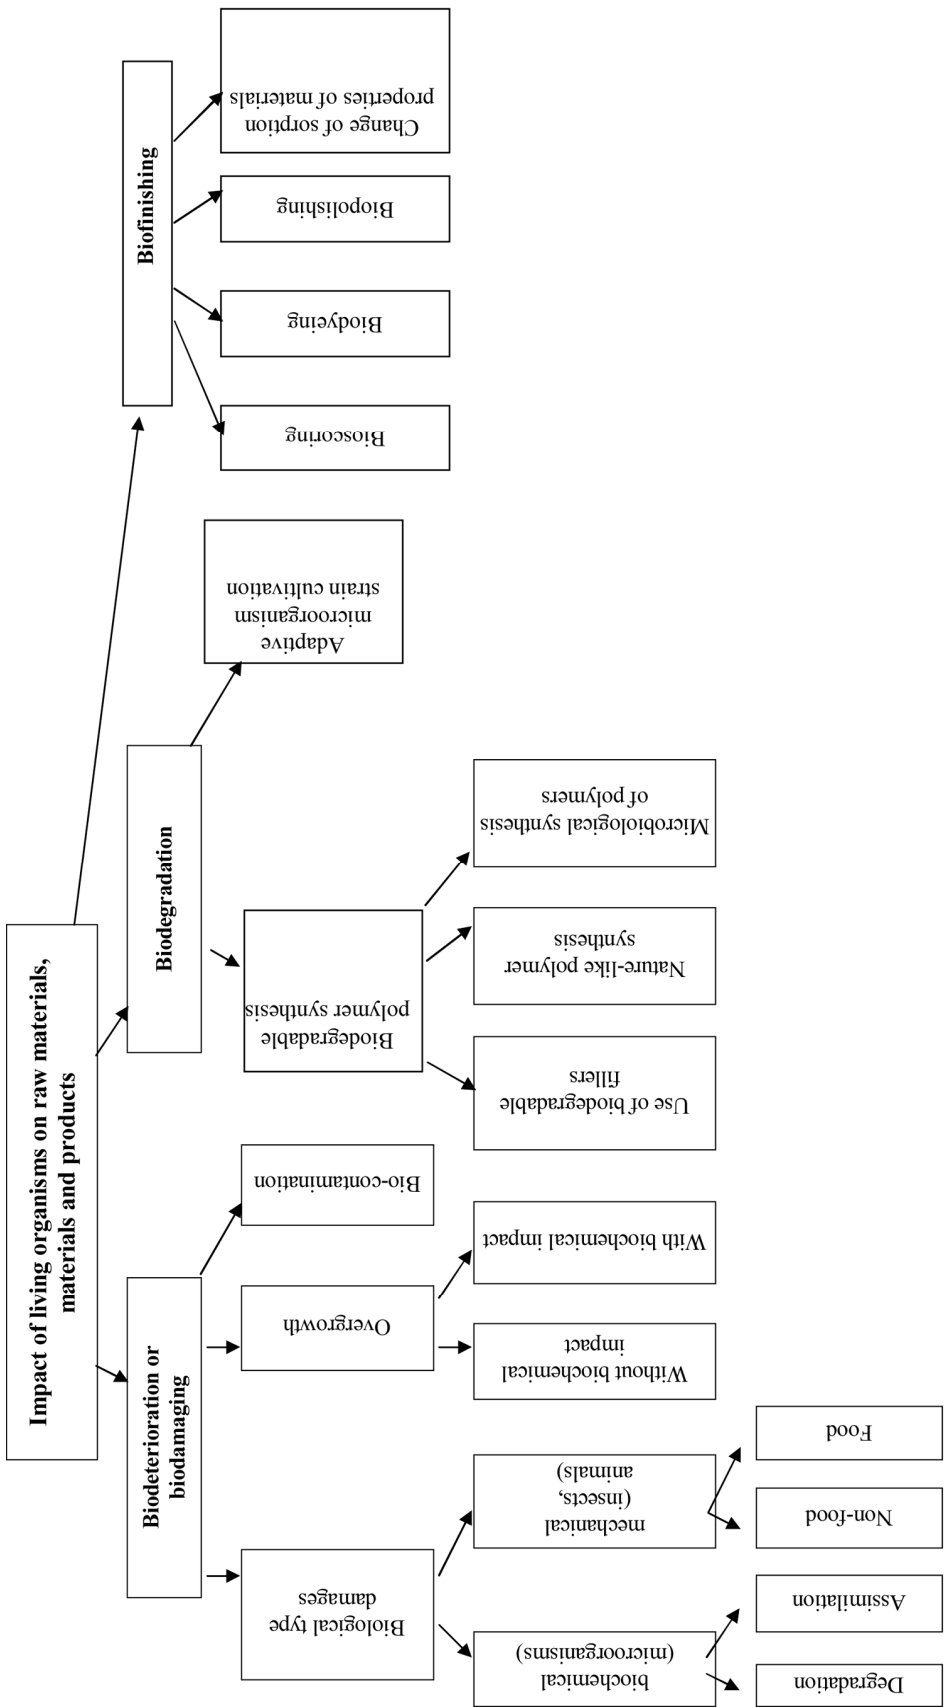 Impact of living organisms on raw materials,
materials and products
Biodeterioration or
biodamaging
Biodegradation
Biofinishing
Biological type
damages
Overgrowth
Bio-contamination
Biodegradable
polymer synthesis
Adaptive
microorganism
strain cultivation
Bioscoring
Biodyeing
Biopolishing
Change of sorption
properties of materials
biochemical
(microorganisms)
mechanical
(insects,
animals)
Without biochemical
impact
With biochemical impact
Use of biodegradable
fillers
Nature-like polymer
synthesis
Microbiological synthesis
of polymers
Degradation
Assimilation
Non-food
Food